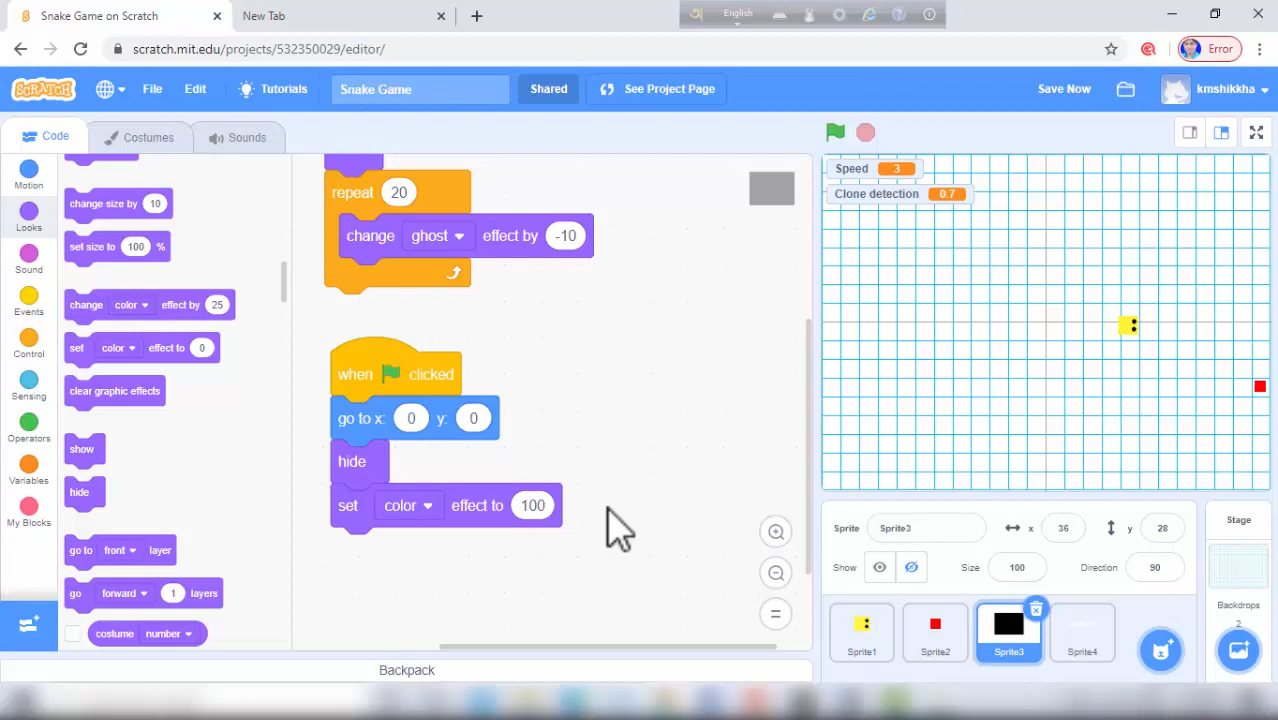 Snake Game on Scratch
New Tab
English
scratch.mit.edu/projects/532350029/editor/
Error
SCRATCH
File
Edit
Tutorials
Snake Game
Shared
See Project Page
Save Now
kmshikkha
Code
Costumes
Sounds
Motion
Looks
Sound
Events
Control
Sensing
Operators
Variables
My Blocks
change size by 10
set size to 100 %
change color effect by 25
set color effect to 0
clear graphic effects
show
hide
go to front layer
go forward 1 layers
costume number
repeat 20
change ghost effect by -10
when clicked
go to x: 0 y: 0
hide
set color effect to 100
Backpack
Speed 3
Clone detection 0.7
Sprite Sprite3 x 36 y 28
Show Size 100 Direction 90
Sprite1
Sprite2
Sprite3
Sprite4
Stage
Backdrops
2